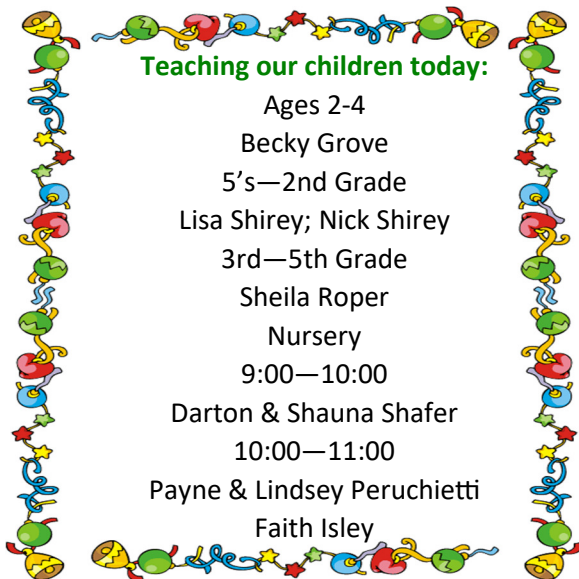 Teaching our children today:
Ages 2-4
Becky Grove
5's—2nd Grade
Lisa Shirey; Nick Shirey
3rd—5th Grade
Sheila Roper
Nursery
9:00—10:00
Darton & Shauna Shafer
10:00—11:00
Payne & Lindsey Peruchietti
Faith Isley